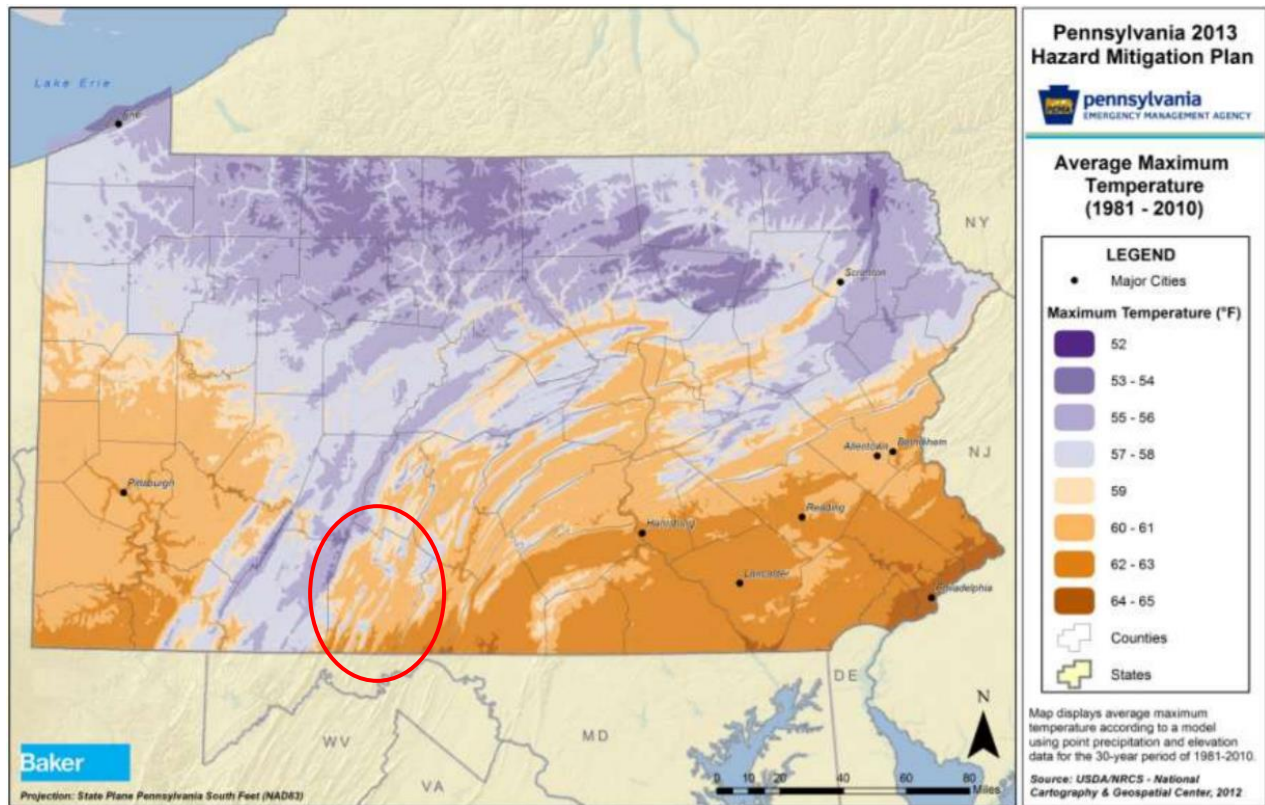 Lake Erie
Erie
NY
Scranton
Allentown
Bethlehem
NJ
Pittsburgh
Reading
Harrisburg
Lancaster
Philadelphia
DE
WV
MD
VA
N
0 10 20 40 60 80
Miles
Baker
Projection: State Plane Pennsylvania South Feet (NAD83)
Pennsylvania 2013
Hazard Mitigation Plan
pennsylvania
EMERGENCY MANAGEMENT AGENCY
Average Maximum
Temperature
(1981 - 2010)
LEGEND
Major Cities
Maximum Temperature (°F)
52
53 - 54
55 - 56
57 - 58
59
60 - 61
62 - 63
64 - 65
Counties
States
Map displays average maximum
temperature according to a model
using point precipitation and elevation
data for the 30-year period of 1981-2010.
Source: USDA/NRCS - National
Cartography & Geospatial Center, 2012